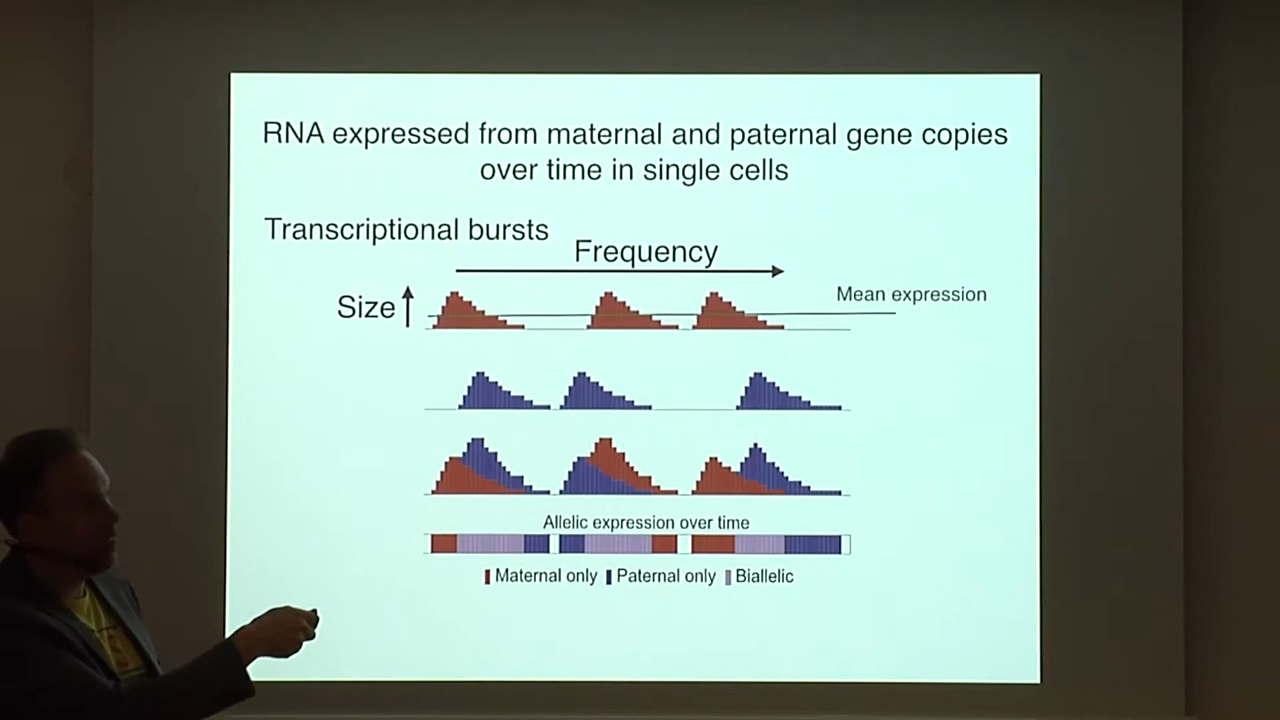 RNA expressed from maternal and paternal gene copies
over time in single cells
Transcriptional bursts
Frequency
Size
Mean expression
Allelic expression over time
Maternal only
Paternal only
Biallelic